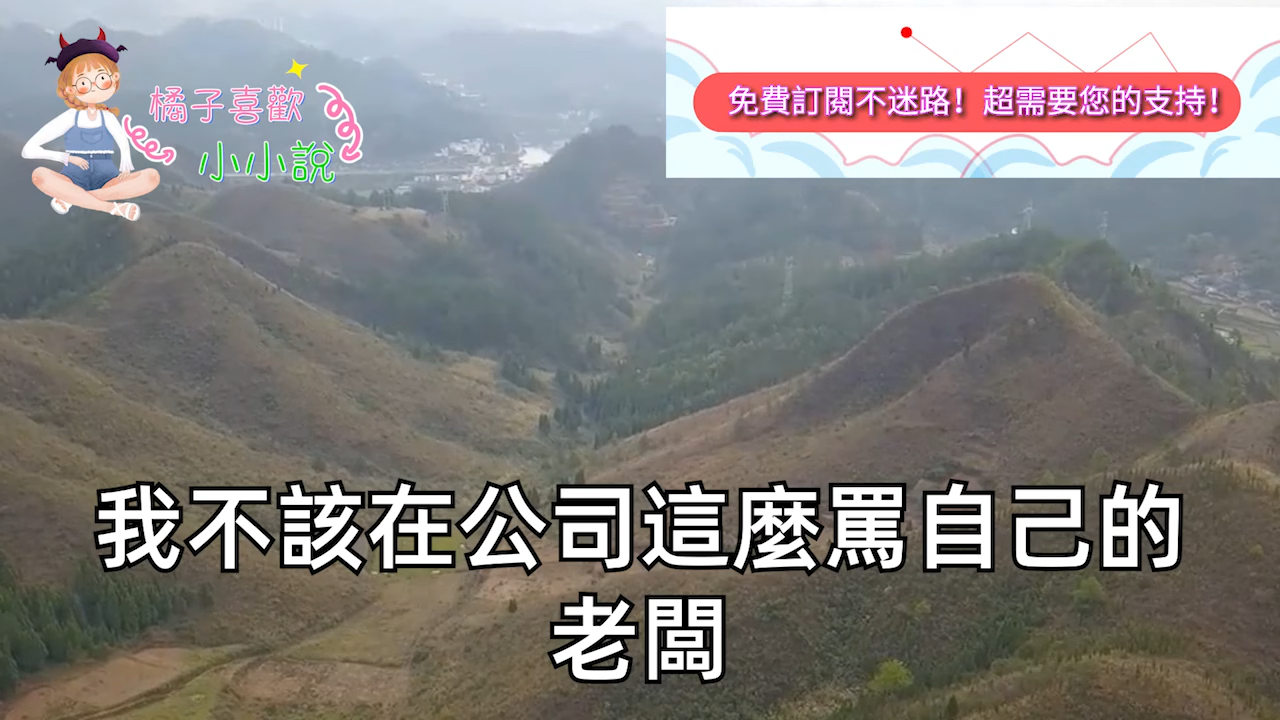 橘子喜歡
小小說
免費訂閱不迷路！超需要您的支持！
我不該在公司這麼罵自己的
老闆